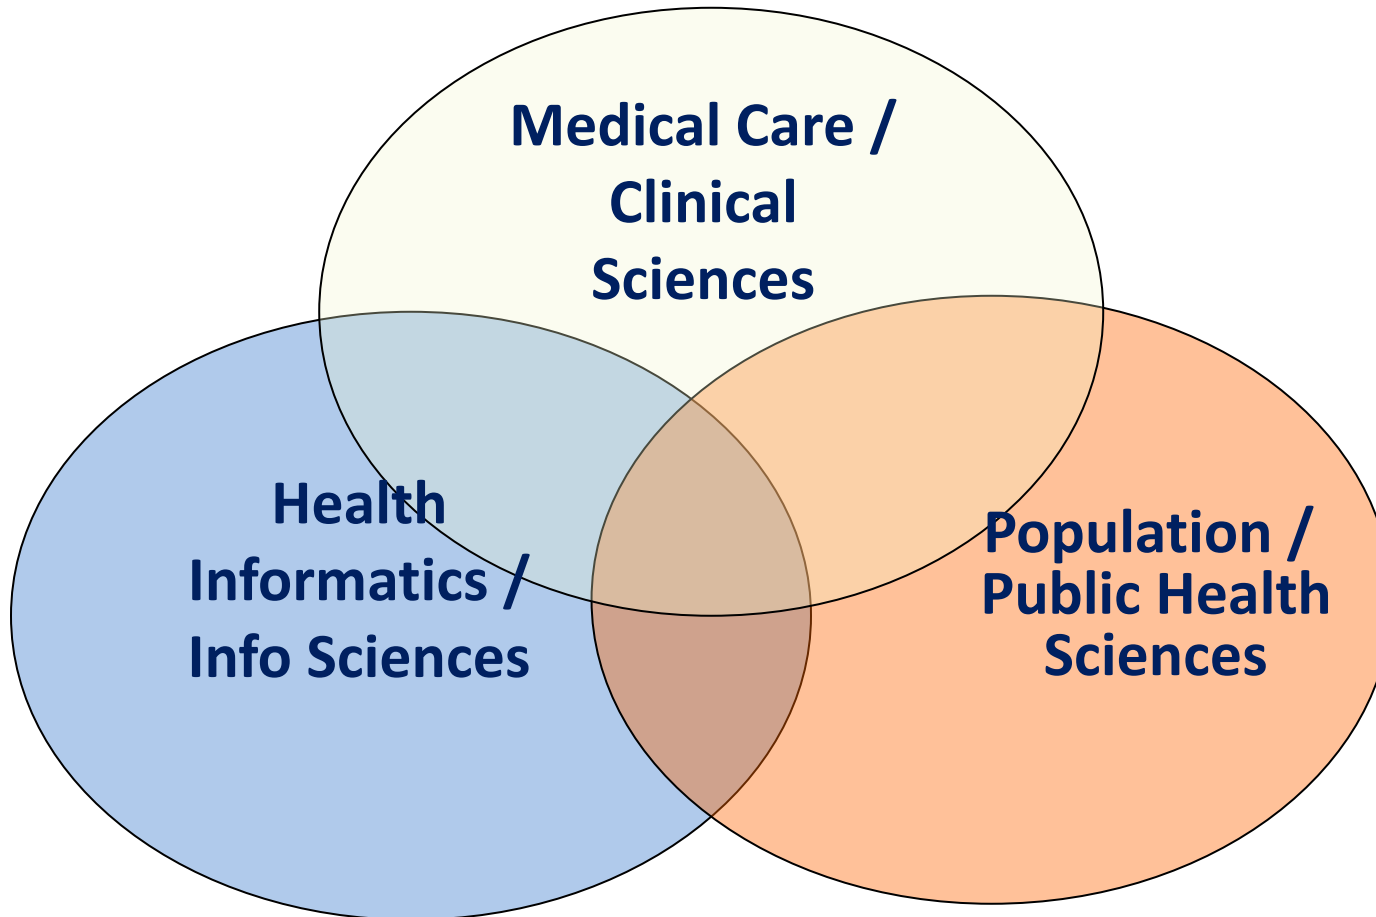 Medical Care /
Clinical
Sciences
Health
Informatics /
Info Sciences
Population /
Public Health
Sciences